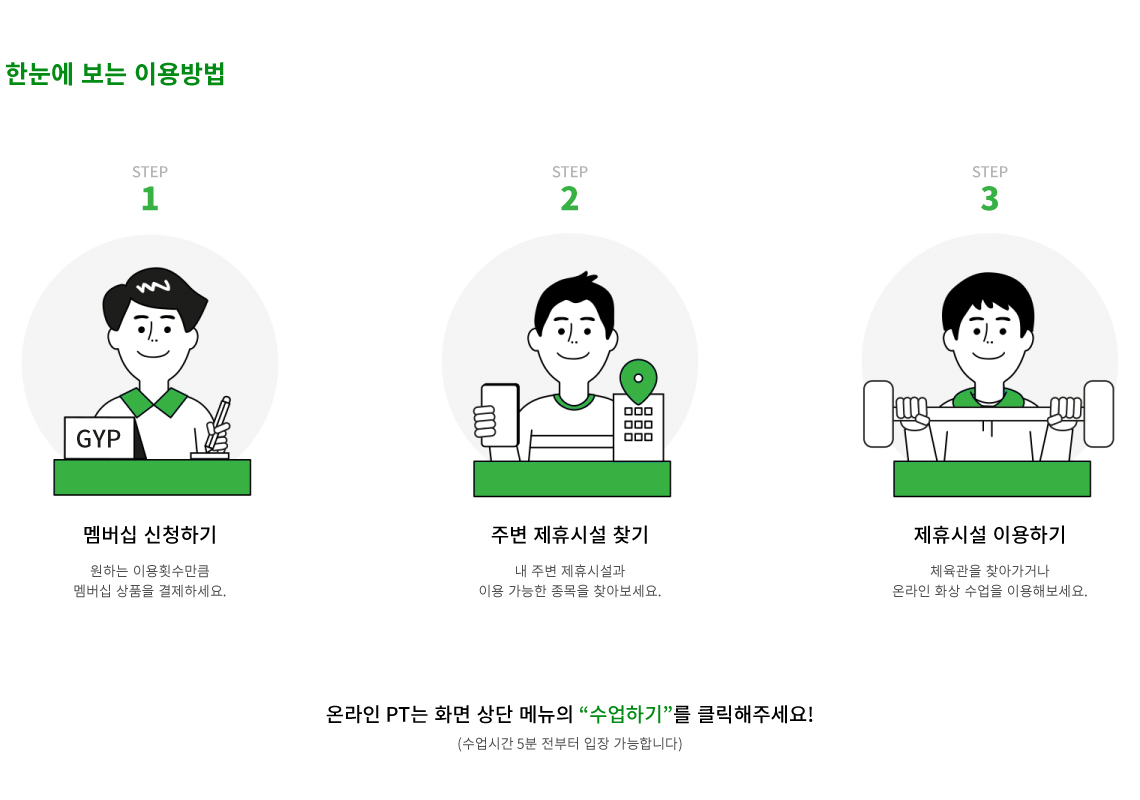 한눈에 보는 이용방법
STEP
1
GYP
멤버십 신청하기
원하는 이용횟수만큼
멤버십 상품을 결제하세요.
STEP
2
주변 제휴시설 찾기
내 주변 제휴시설과
이용 가능한 종목을 찾아보세요.
STEP
3
제휴시설 이용하기
체육관을 찾아가거나
온라인 화상 수업을 이용해보세요.
온라인 PT는 화면 상단 메뉴의 “수업하기”를 클릭해주세요!
(수업시간 5분 전부터 입장 가능합니다)